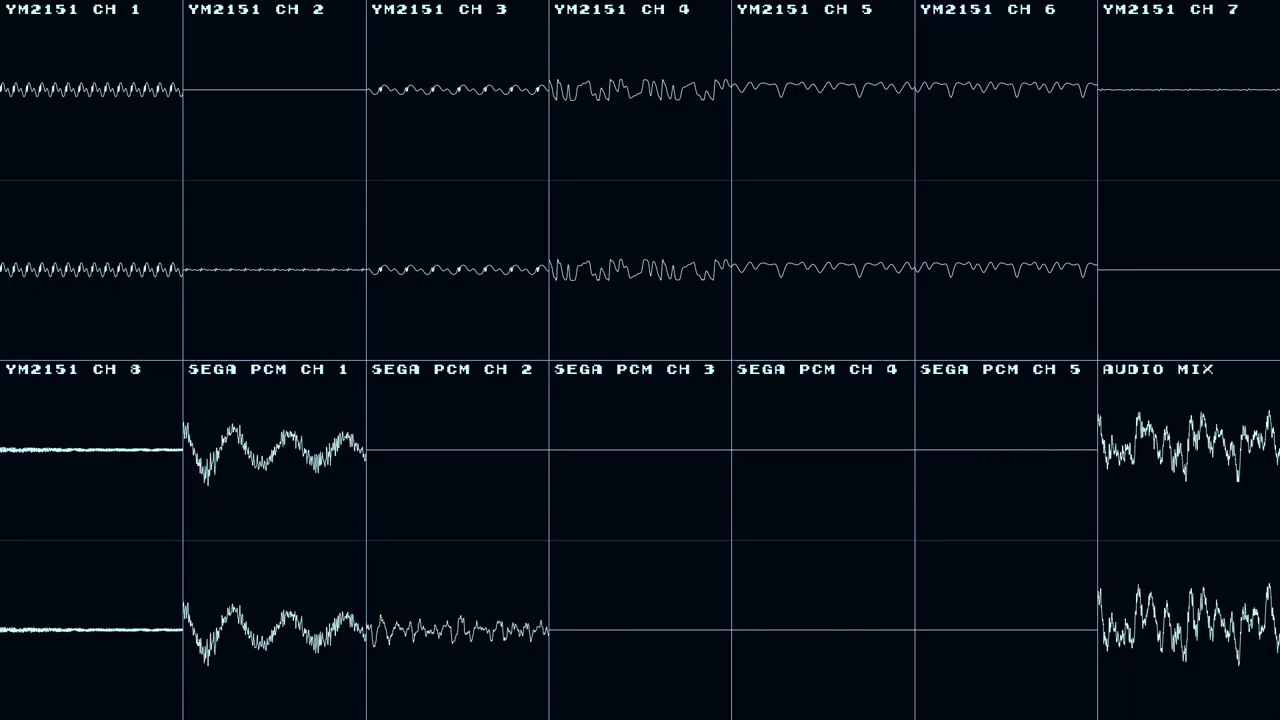 YM2151 CH 1
YM2151 CH 2
YM2151 CH 3
YM2151 CH 4
YM2151 CH 5
YM2151 CH 6
YM2151 CH 7
YM2151 CH 8
SEGA PCM CH 1
SEGA PCM CH 2
SEGA PCM CH 3
SEGA PCM CH 4
SEGA PCM CH 5
AUDIO MIX